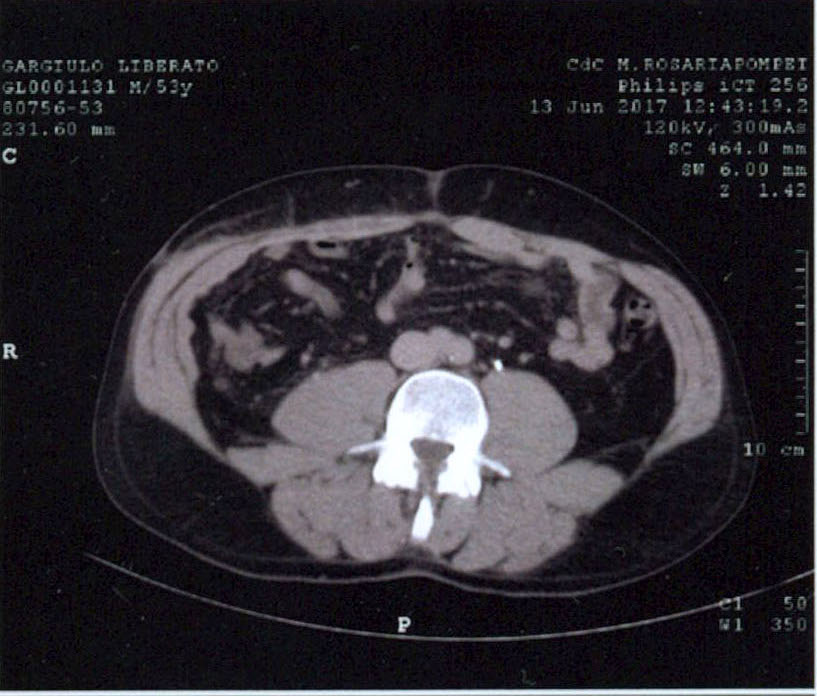 GARGIULO LIBERATO
GL0001131 M/53y
80756-53
231.60 mm
C
CdC M.ROSARIAPOMPEI
Philips iCT 256
13 Jun 2017 12:43:19.2
120kV, 300mAs
SC 464.0 mm
SW 6.00 mm
Z 1.42
R
10 cm
P
C1 50
W1 350